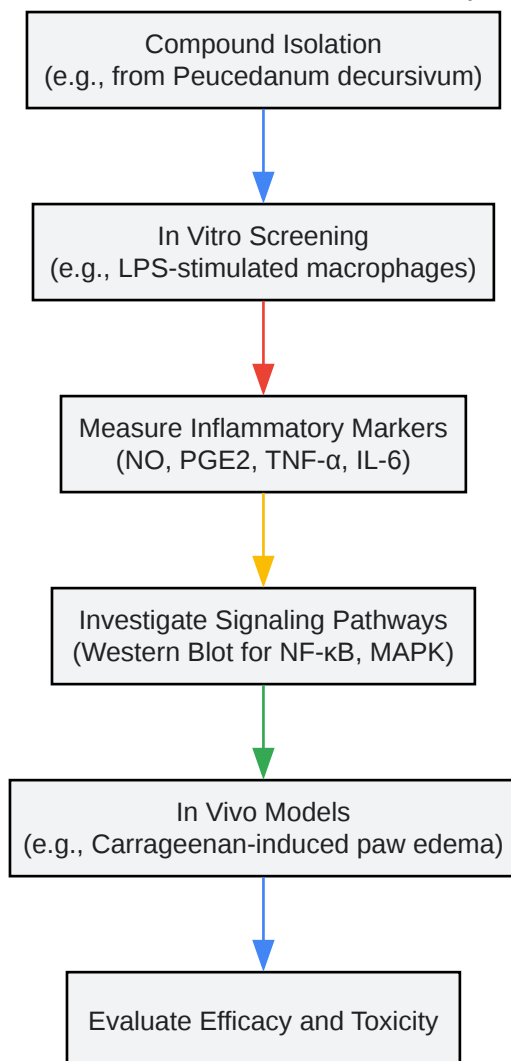 Compound Isolation
(e.g., from Peucedanum decursivum)
In Vitro Screening
(e.g., LPS-stimulated macrophages)
Measure Inflammatory Markers
(NO, PGE2, TNF-α, IL-6)
Investigate Signaling Pathways
(Western Blot for NF-κB, MAPK)
In Vivo Models
(e.g., Carrageenan-induced paw edema)
Evaluate Efficacy and Toxicity